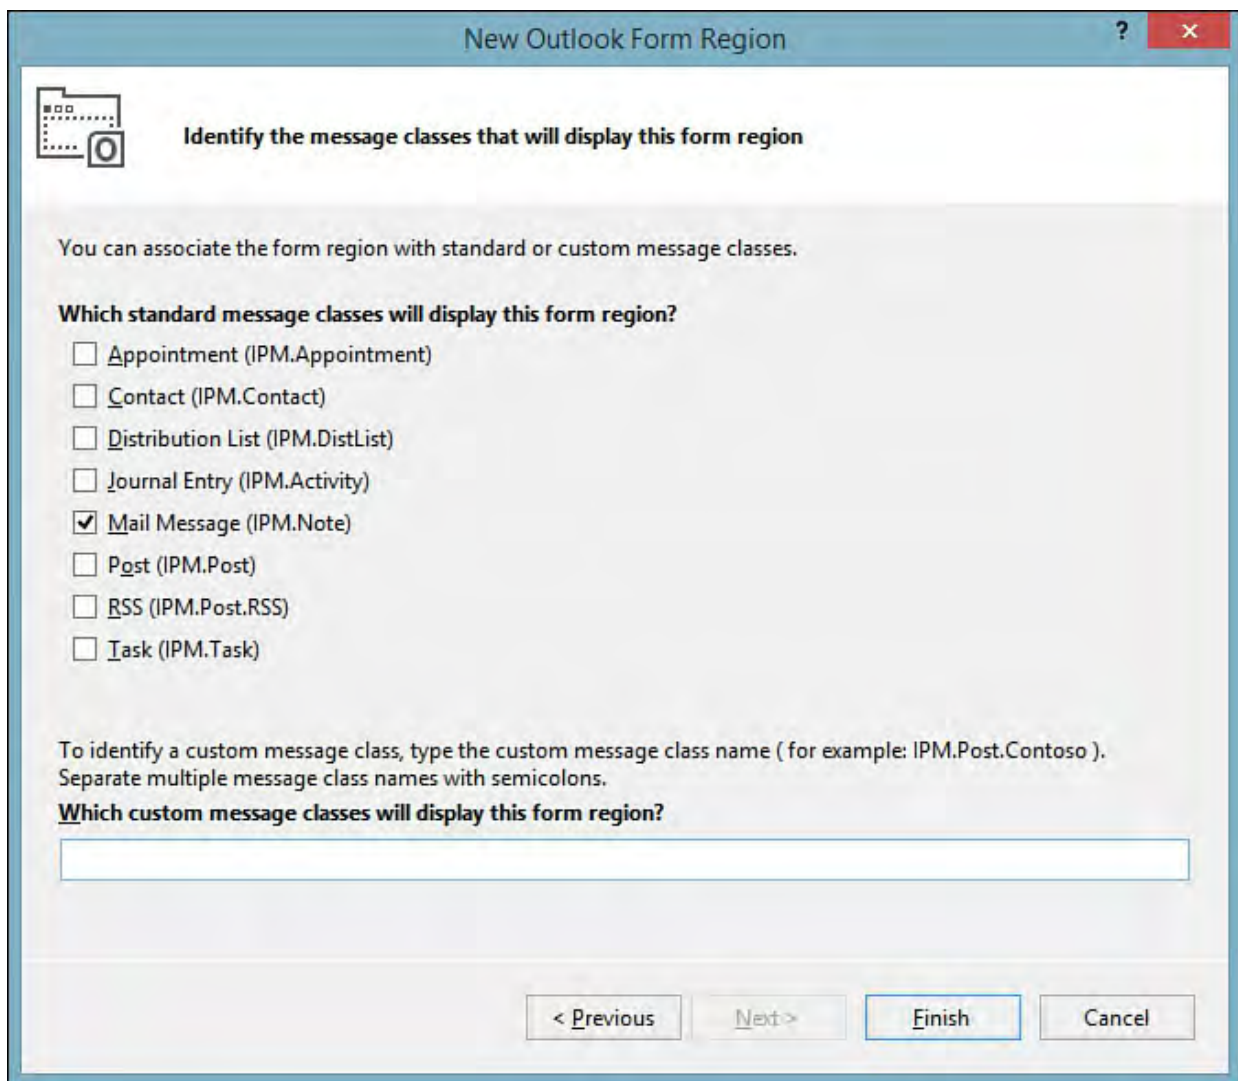 New Outlook Form Region
?
Identify the message classes that will display this form region
You can associate the form region with standard or custom message classes.
Which standard message classes will display this form region?
Appointment (IPM.Appointment)
Contact (IPM.Contact)
Distribution List (IPM.DistList)
Journal Entry (IPM.Activity)
Mail Message (IPM.Note)
Post (IPM.Post)
RSS (IPM.Post.RSS)
Task (IPM.Task)
To identify a custom message class, type the custom message class name ( for example: IPM.Post.Contoso ).
Separate multiple message class names with semicolons.
Which custom message classes will display this form region?
< Previous Next > Finish Cancel